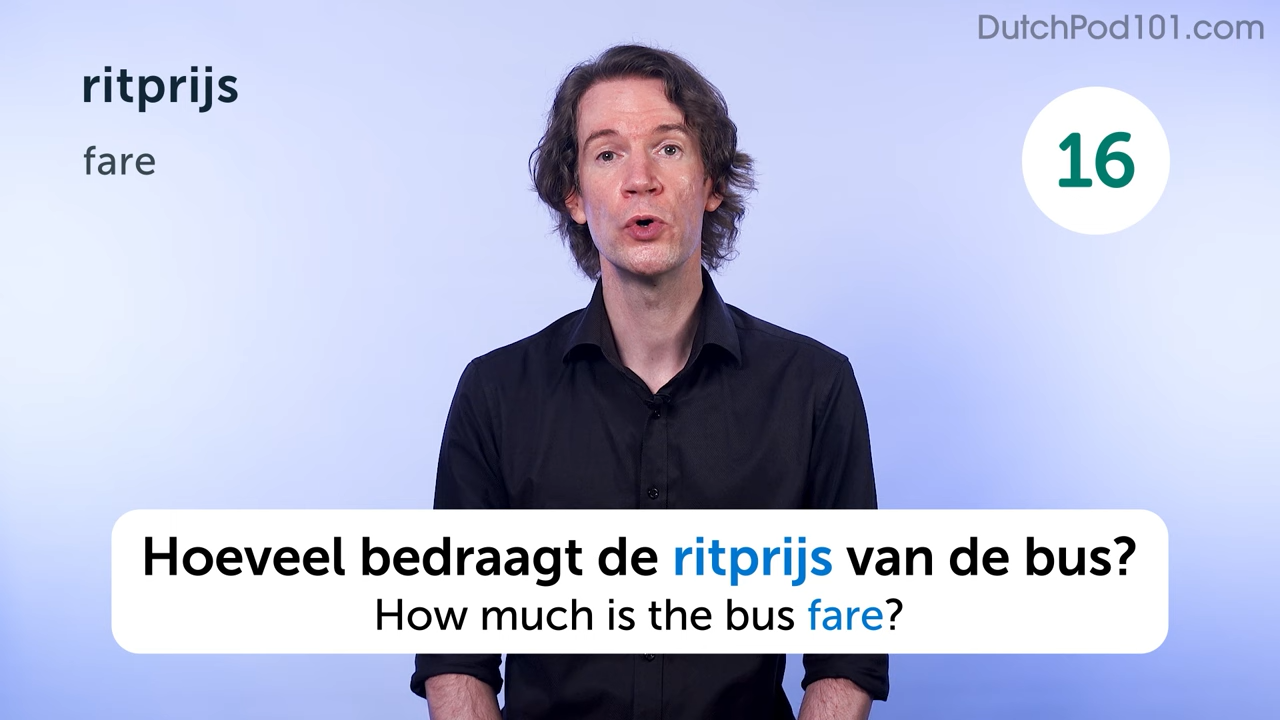 DutchPod101.com
ritprijs
fare
16
Hoeveel bedraagt de ritprijs van de bus?
How much is the bus fare?